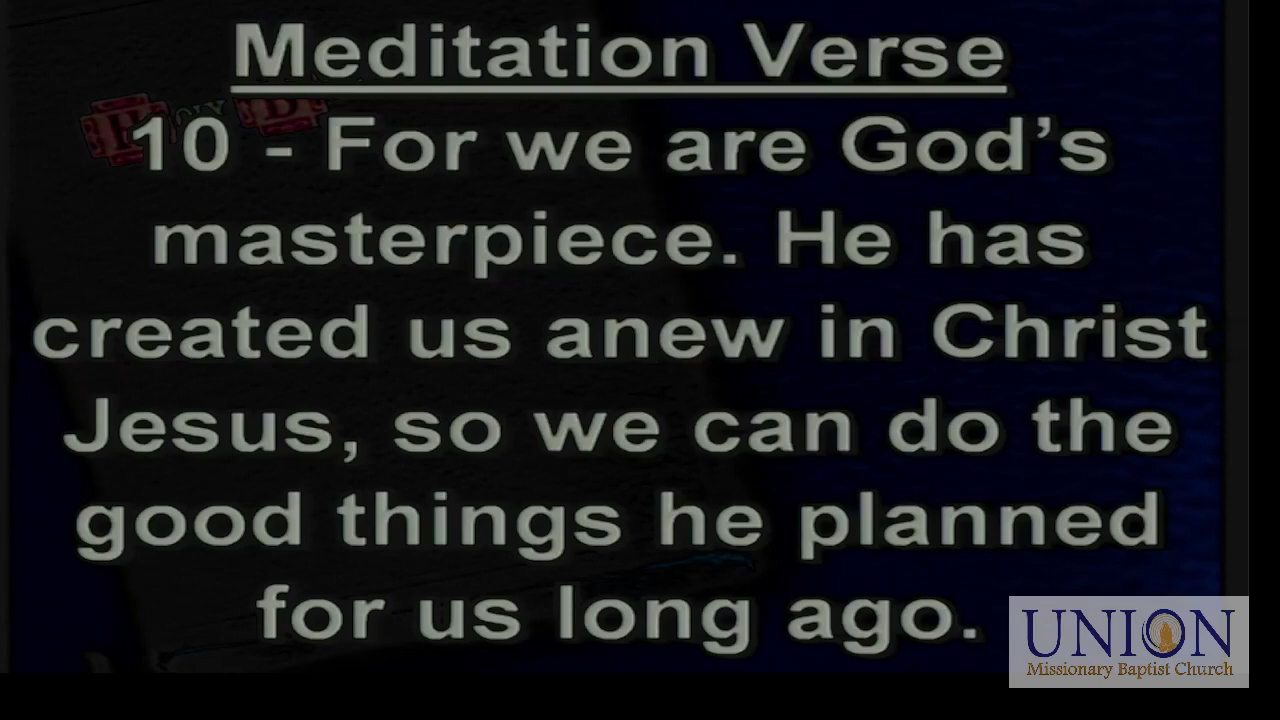 Meditation Verse
10 - For we are God’s
masterpiece. He has
created us anew in Christ
Jesus, so we can do the
good things he planned
for us long ago.
UNION
Missionary Baptist Church